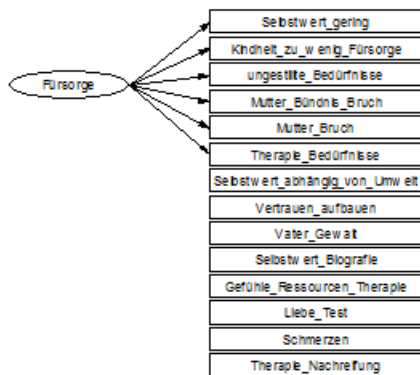 Selbstwert_gering
Kindheit_zu_wenig_Fürsorge
Fürsorge
ungestillte_Bedürfnisse
Mutter_Bündnis_Bruch
Mutter_Bruch
Therapie_Bedürfnisse
Selbstwert_abhängig_von_Umwelt
Vertrauen_aufbauen
Vater_Gewalt
Selbstwert_Biografie
Gefühle_Ressourcen_Therapie
Liebe_Test
Schmerzen
Therapie_Nachreifung